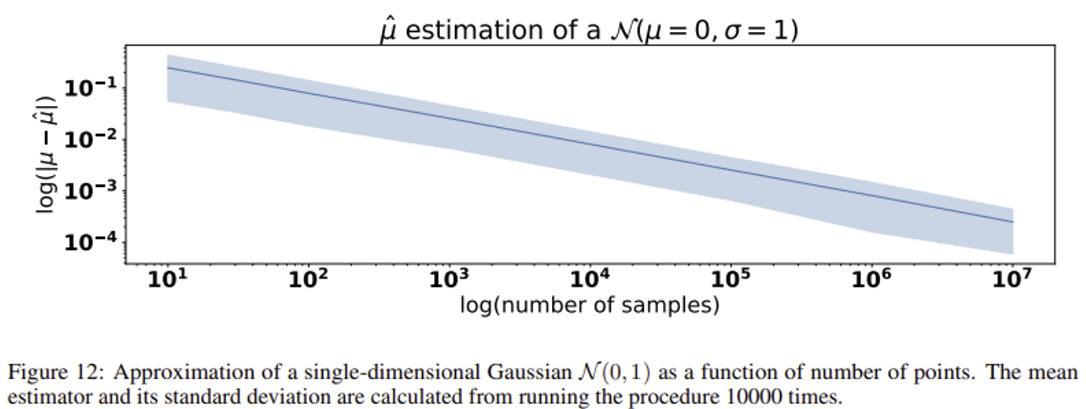 μ̂ estimation of a 𝒩(μ = 0, σ = 1)
log(|μ − μ̂|)
10⁻¹
10⁻²
10⁻³
10⁻⁴
10¹ 10² 10³ 10⁴ 10⁵ 10⁶ 10⁷
log(number of samples)
Figure 12: Approximation of a single-dimensional Gaussian 𝒩(0, 1) as a function of number of points. The mean
estimator and its standard deviation are calculated from running the procedure 10000 times.